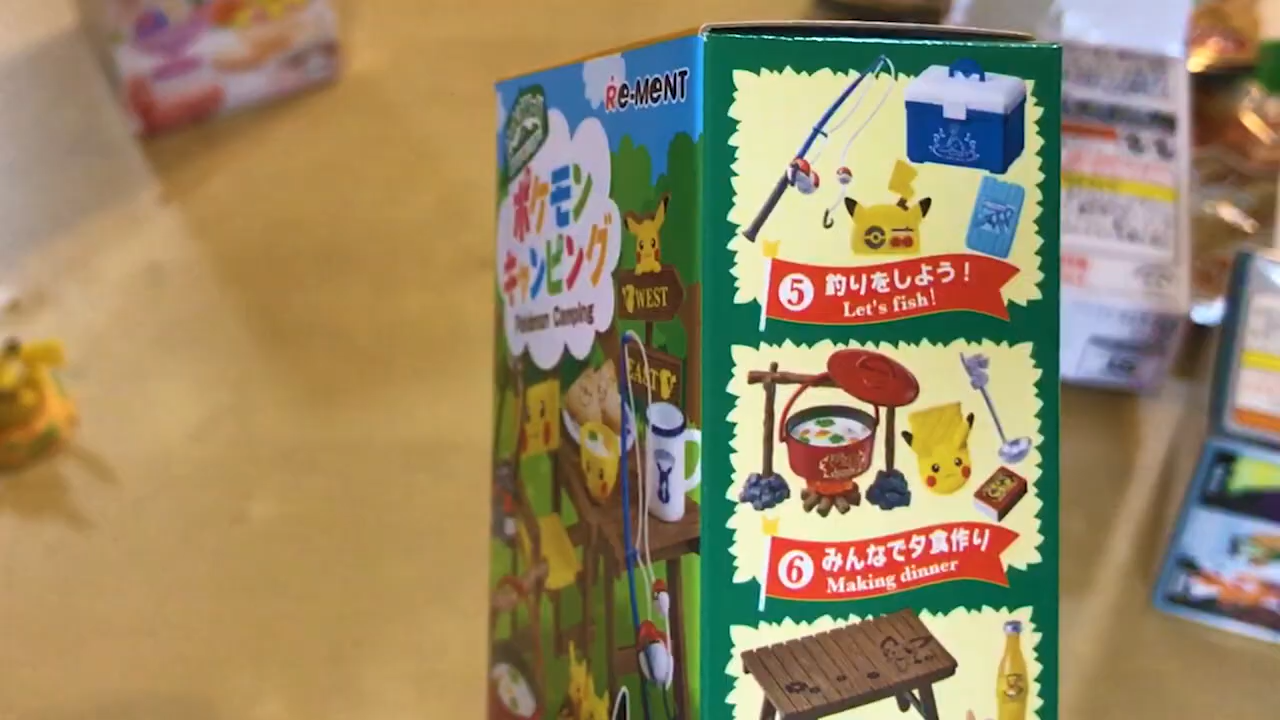 Re-MeNT
ポケモン
キャンピング
Pokémon Camping
WEST
EAST
5 釣りをしよう！
Let's fish!
6 みんなで夕食作り
Making dinner